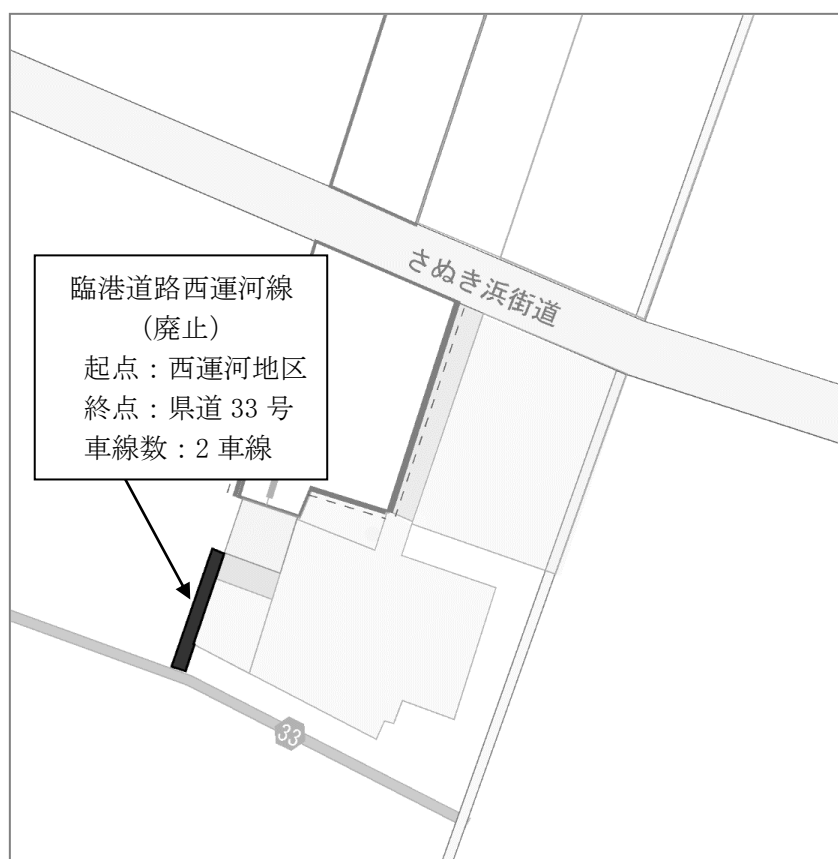 さぬき浜街道
臨港道路西運河線
(廃止)
起点：西運河地区
終点：県道 33 号
車線数：2 車線
33